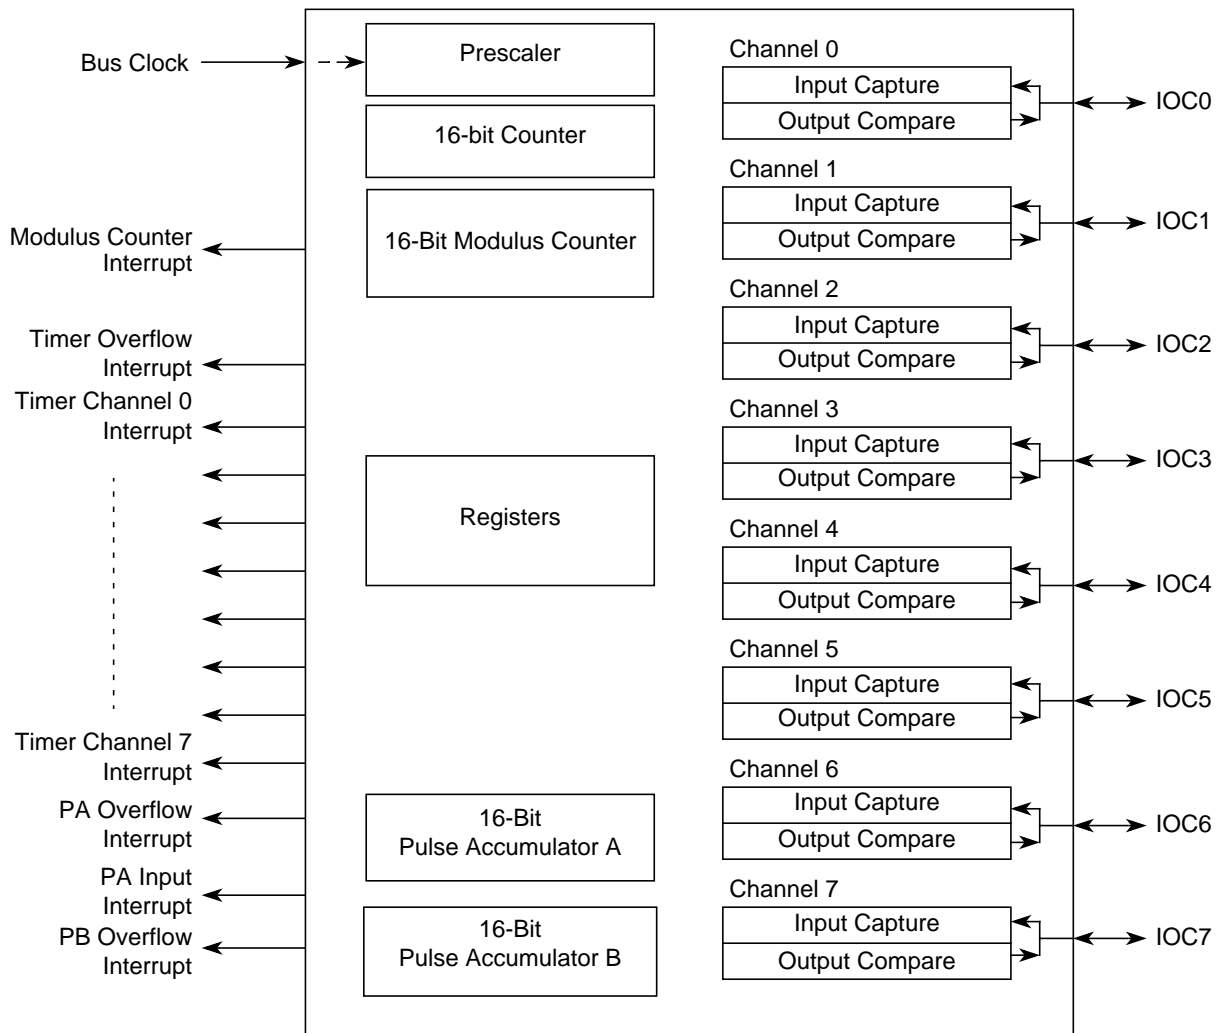 Bus Clock
Modulus Counter
Interrupt
Timer Overflow
Interrupt
Timer Channel 0
Interrupt
Timer Channel 7
Interrupt
PA Overflow
Interrupt
PA Input
Interrupt
PB Overflow
Interrupt
Prescaler
16-bit Counter
16-Bit Modulus Counter
Registers
16-Bit
Pulse Accumulator A
16-Bit
Pulse Accumulator B
Channel 0
Input Capture
Output Compare
IOC0
Channel 1
Input Capture
Output Compare
IOC1
Channel 2
Input Capture
Output Compare
IOC2
Channel 3
Input Capture
Output Compare
IOC3
Channel 4
Input Capture
Output Compare
IOC4
Channel 5
Input Capture
Output Compare
IOC5
Channel 6
Input Capture
Output Compare
IOC6
Channel 7
Input Capture
Output Compare
IOC7